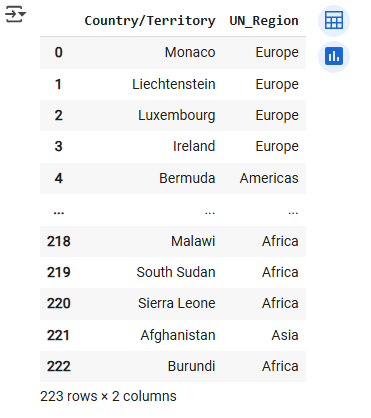 Country/Territory UN_Region
0 Monaco Europe
1 Liechtenstein Europe
2 Luxembourg Europe
3 Ireland Europe
4 Bermuda Americas
... ... ...
218 Malawi Africa
219 South Sudan Africa
220 Sierra Leone Africa
221 Afghanistan Asia
222 Burundi Africa
223 rows × 2 columns